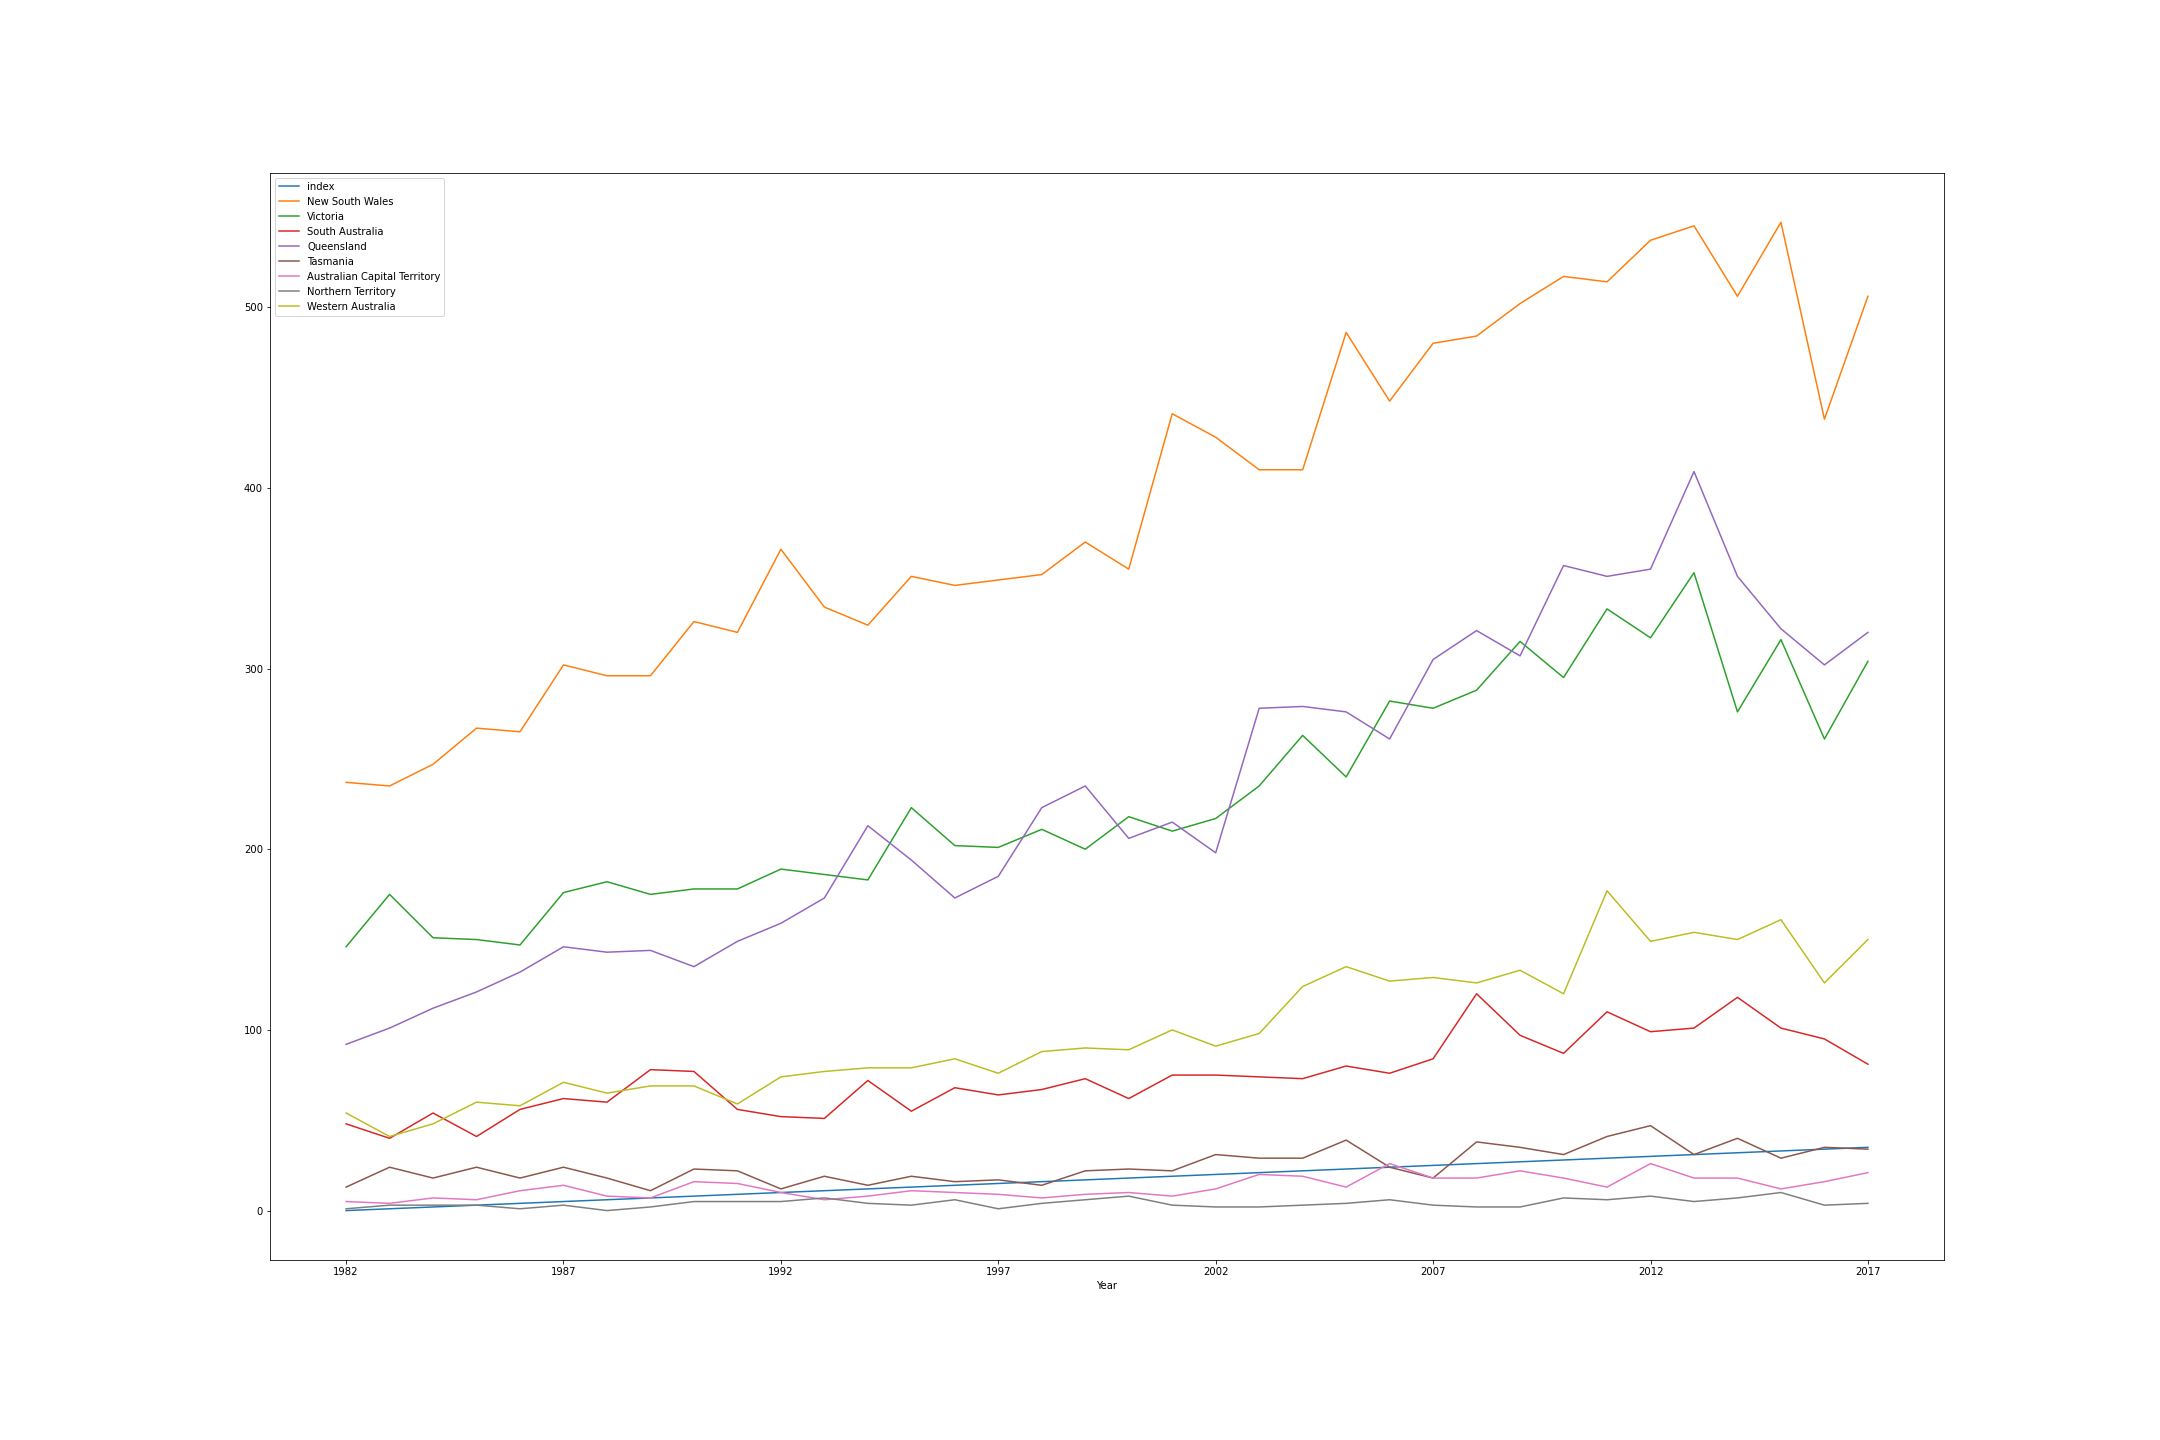 index
New South Wales
Victoria
South Australia
Queensland
Tasmania
Australian Capital Territory
Northern Territory
Western Australia
500
400
300
200
100
0
1982 1987 1992 1997 2002 2007 2012 2017
Year